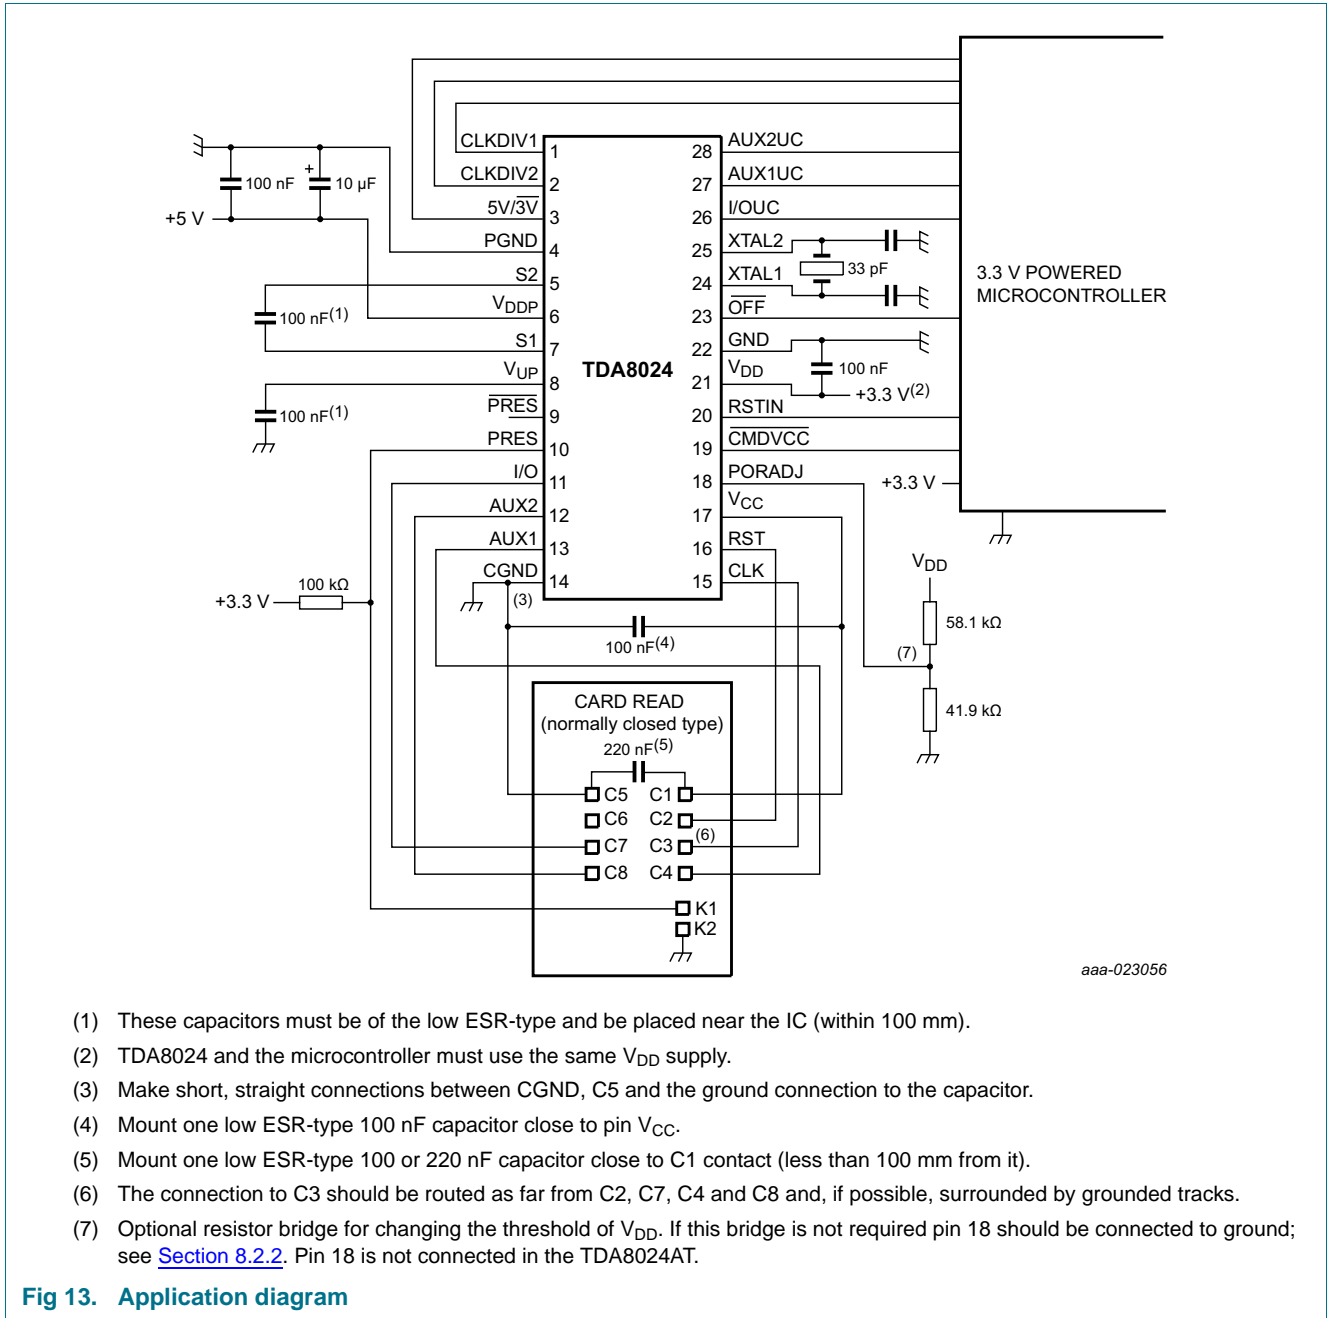 CLKDIV1 1
CLKDIV2 2
5V/3V 3
PGND 4
S2 5
VDDP 6
S1 7
VUP 8
PRES 9
PRES 10
I/O 11
AUX2 12
AUX1 13
CGND 14
(3)
TDA8024
28 AUX2UC
27 AUX1UC
26 I/OUC
25 XTAL2
24 XTAL1
23 OFF
22 GND
21 VDD
20 RSTIN
19 CMDVCC
18 PORADJ
17 VCC
16 RST
15 CLK
100 nF
+
10 µF
+5 V
100 nF(1)
100 nF(1)
+3.3 V
100 kΩ
33 pF
100 nF
+3.3 V(2)
3.3 V POWERED
MICROCONTROLLER
+3.3 V
VDD
58.1 kΩ
(7)
41.9 kΩ
100 nF(4)
CARD READ
(normally closed type)
220 nF(5)
C5 C1
C6 C2
(6)
C7 C3
C8 C4
K1
K2
aaa-023056
(1) These capacitors must be of the low ESR-type and be placed near the IC (within 100 mm).
(2) TDA8024 and the microcontroller must use the same VDD supply.
(3) Make short, straight connections between CGND, C5 and the ground connection to the capacitor.
(4) Mount one low ESR-type 100 nF capacitor close to pin VCC.
(5) Mount one low ESR-type 100 or 220 nF capacitor close to C1 contact (less than 100 mm from it).
(6) The connection to C3 should be routed as far from C2, C7, C4 and C8 and, if possible, surrounded by grounded tracks.
(7) Optional resistor bridge for changing the threshold of VDD. If this bridge is not required pin 18 should be connected to ground;
see Section 8.2.2. Pin 18 is not connected in the TDA8024AT.
Fig 13. Application diagram